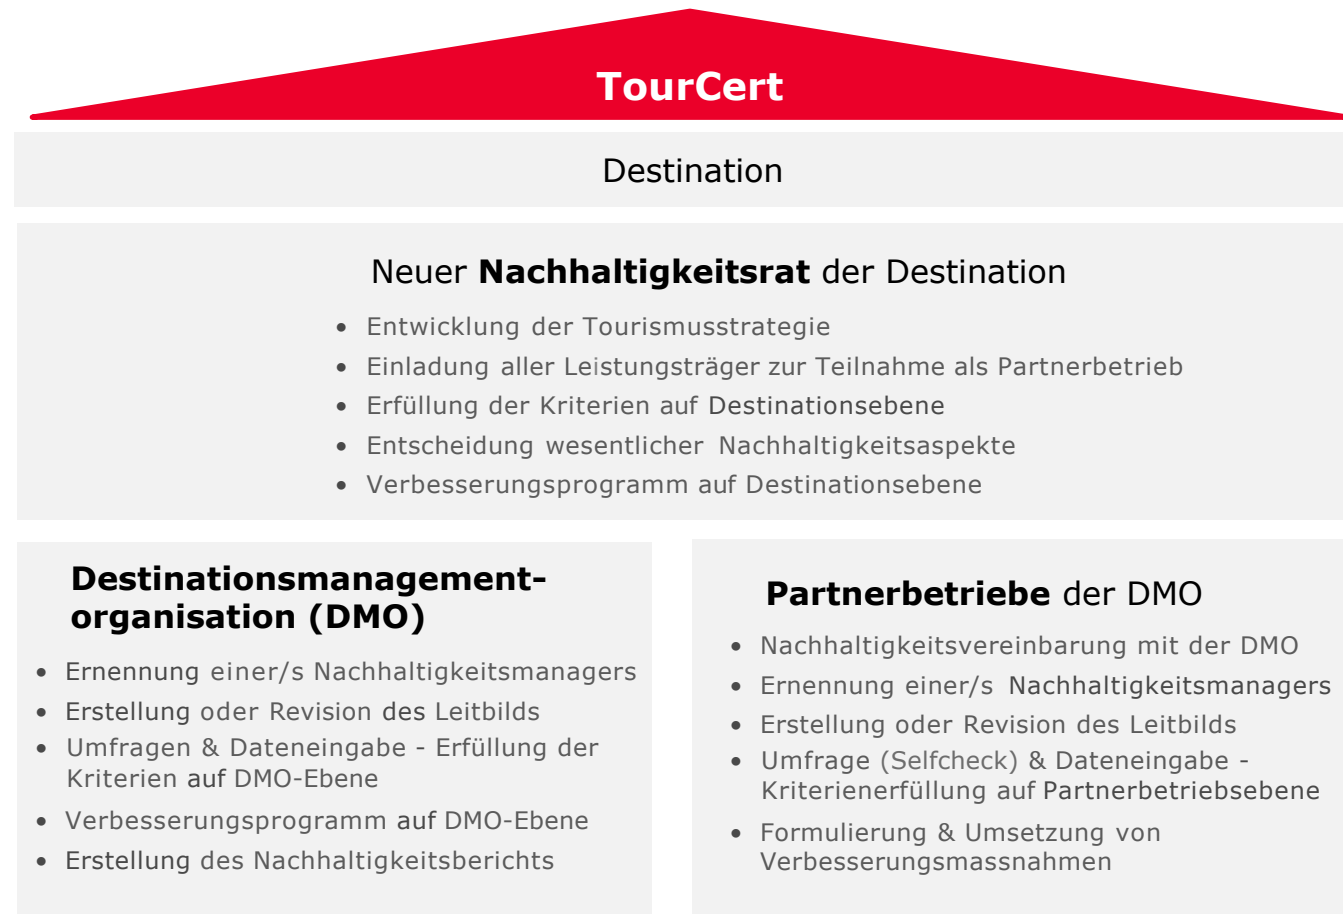 TourCert
Destination
Neuer Nachhaltigkeitsrat der Destination
• Entwicklung der Tourismusstrategie
• Einladung aller Leistungsträger zur Teilnahme als Partnerbetrieb
• Erfüllung der Kriterien auf Destinationsebene
• Entscheidung wesentlicher Nachhaltigkeitsaspekte
• Verbesserungsprogramm auf Destinationsebene
Destinationsmanagement-
organisation (DMO)
• Ernennung einer/s Nachhaltigkeitsmanagers
• Erstellung oder Revision des Leitbilds
• Umfragen & Dateneingabe - Erfüllung der
Kriterien auf DMO-Ebene
• Verbesserungsprogramm auf DMO-Ebene
• Erstellung des Nachhaltigkeitsberichts
Partnerbetriebe der DMO
• Nachhaltigkeitsvereinbarung mit der DMO
• Ernennung einer/s Nachhaltigkeitsmanagers
• Erstellung oder Revision des Leitbilds
• Umfrage (Selfcheck) & Dateneingabe -
Kriterienerfüllung auf Partnerbetriebsebene
• Formulierung & Umsetzung von
Verbesserungsmassnahmen